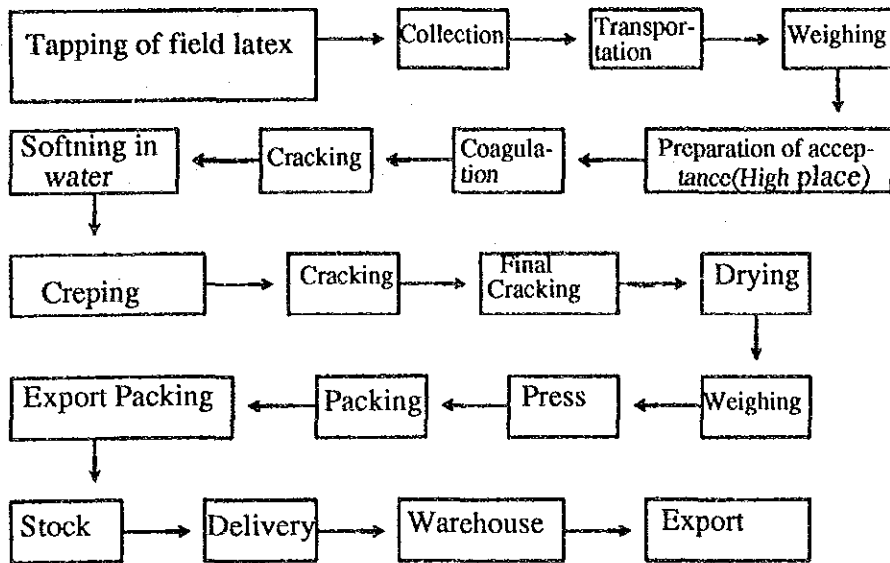 Tapping of field latex
Collection
Transpor-
tation
Weighing
Preparation of accep-
tance(High place)
Coagula-
tion
Cracking
Softning in
water
Creping
Cracking
Final
Cracking
Drying
Weighing
Press
Packing
Export Packing
Stock
Delivery
Warehouse
Export